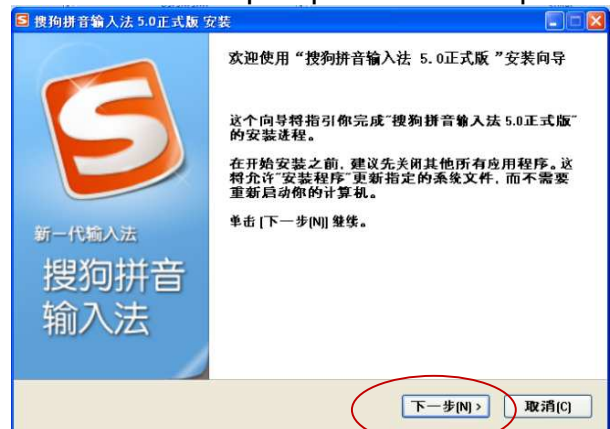 搜狗拼音输入法 5.0正式版 安装
欢迎使用“搜狗拼音输入法 5.0正式版 ”安装向导
这个向导将指引你完成“搜狗拼音输入法 5.0正式版”
的安装进程。
在开始安装之前，建议先关闭其他所有应用程序。这
将允许“安装程序”更新指定的系统文件，而不需要
重新启动你的计算机。
单击 [下一步(N)] 继续。
新一代输入法
搜狗拼音
输入法
下一步(N) >
取消(C)